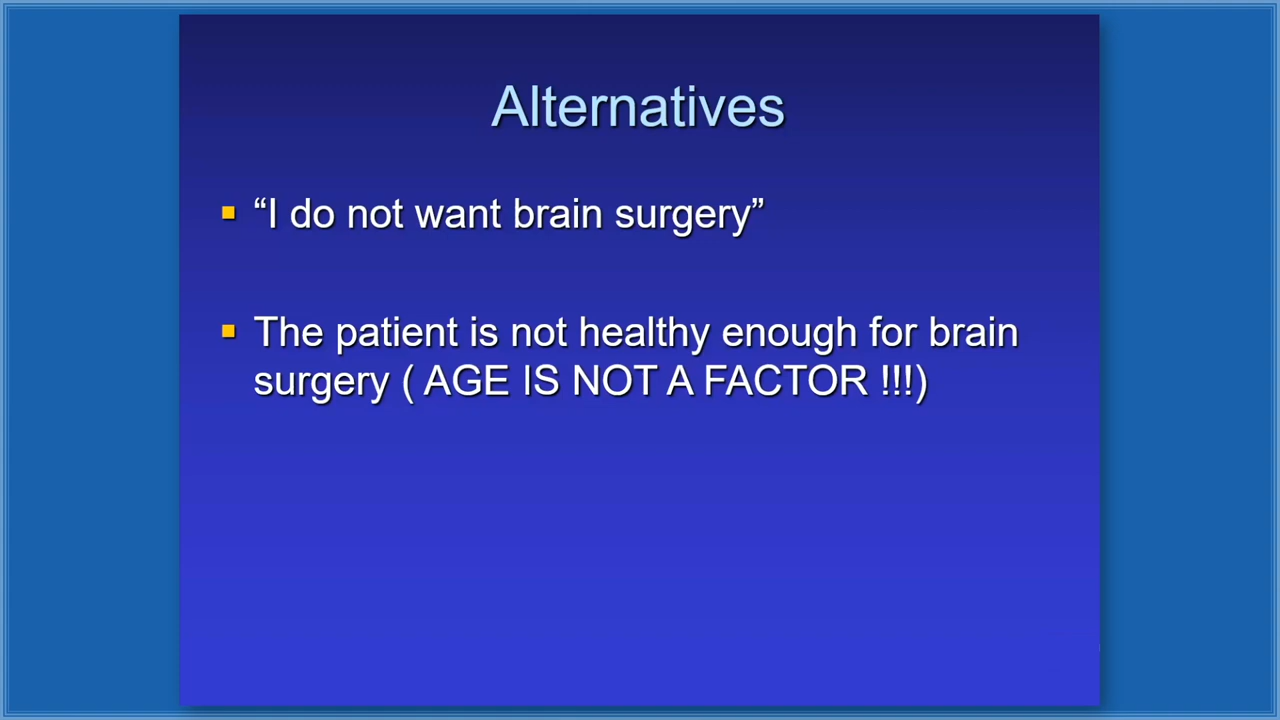 Alternatives
“I do not want brain surgery”
The patient is not healthy enough for brain
surgery ( AGE IS NOT A FACTOR !!!)